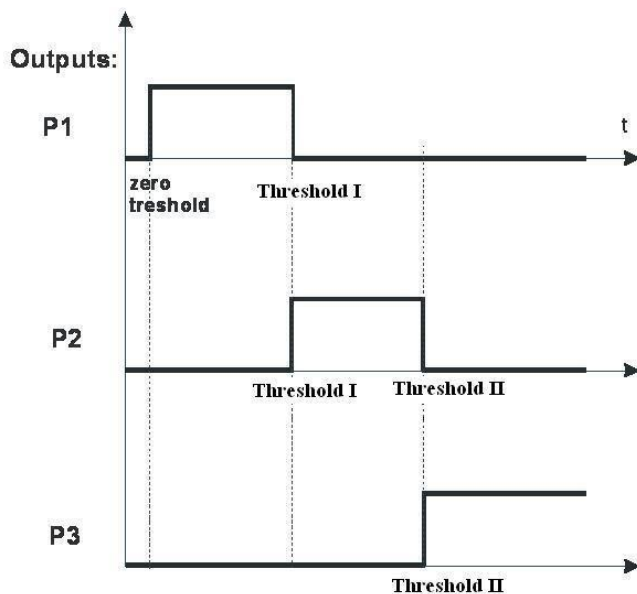 Outputs:
P1
t
zero
treshold
Threshold I
P2
Threshold I
Threshold II
P3
Threshold II